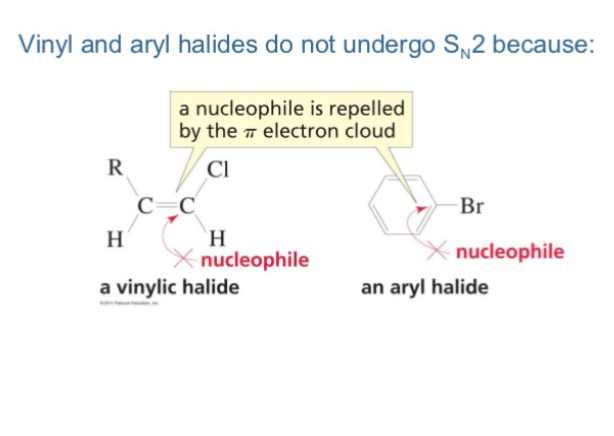 Vinyl and aryl halides do not undergo SN2 because:
a nucleophile is repelled
by the π electron cloud
R
Cl
C=C
H
H
nucleophile
a vinylic halide
Br
nucleophile
an aryl halide